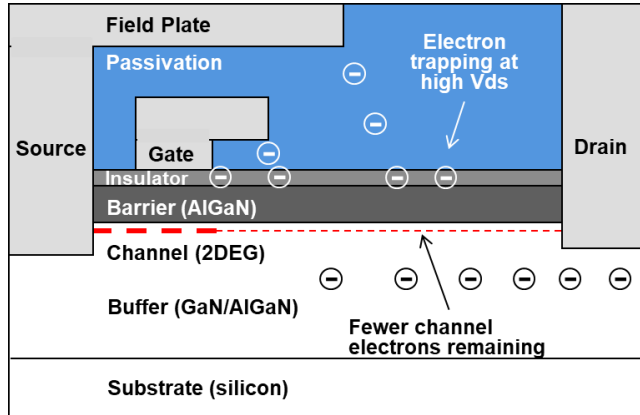 Field Plate
Passivation
Electron
trapping at
high Vds
Source
Gate
Drain
Insulator
Barrier (AlGaN)
Channel (2DEG)
Buffer (GaN/AlGaN)
Fewer channel
electrons remaining
Substrate (silicon)